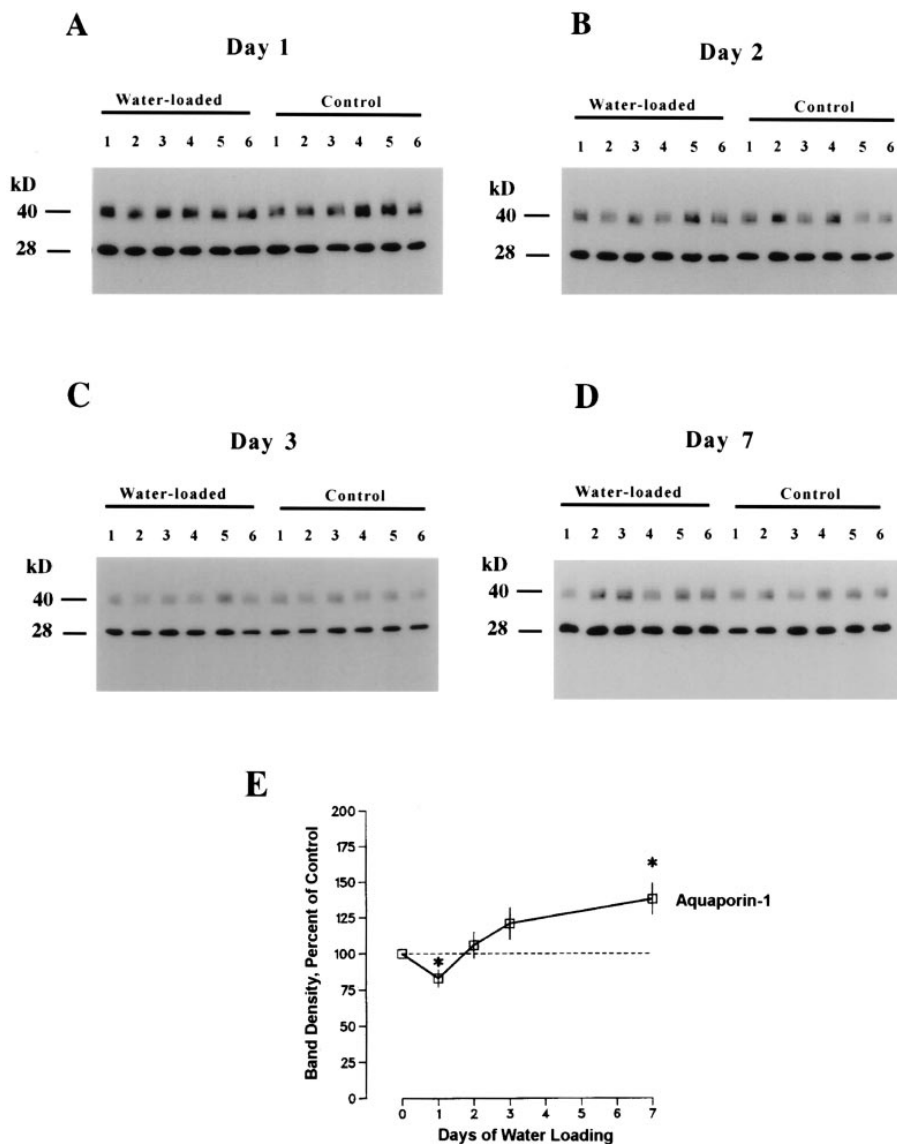 A
Day 1
Water-loaded Control
1 2 3 4 5 6 1 2 3 4 5 6
kD
40
28
B
Day 2
Water-loaded Control
1 2 3 4 5 6 1 2 3 4 5 6
kD
40
28
C
Day 3
Water-loaded Control
1 2 3 4 5 6 1 2 3 4 5 6
kD
40
28
D
Day 7
Water-loaded Control
1 2 3 4 5 6 1 2 3 4 5 6
kD
40
28
E
Band Density, Percent of Control
200
175
150
125
100
75
50
25
0
*
*
Aquaporin-1
0 1 2 3 4 5 6 7
Days of Water Loading